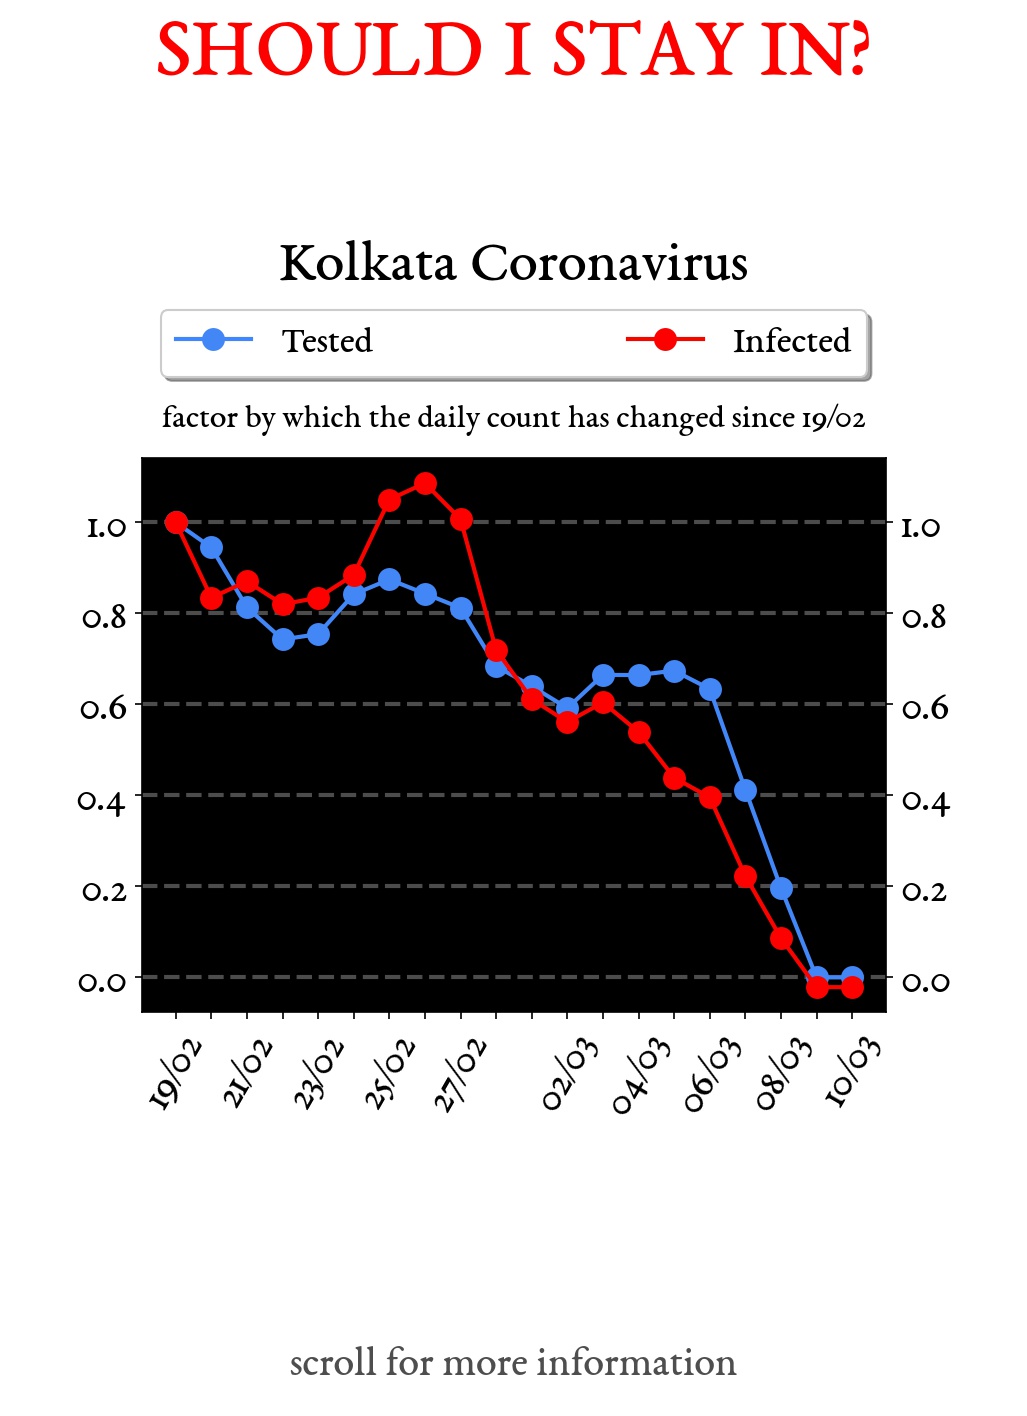 SHOULD I STAY IN?
Kolkata Coronavirus
Tested Infected
factor by which the daily count has changed since 19/02
1.0 1.0
0.8 0.8
0.6 0.6
0.4 0.4
0.2 0.2
0.0 0.0
19/02 21/02 23/02 25/02 27/02 02/03 04/03 06/03 08/03 10/03
scroll for more information